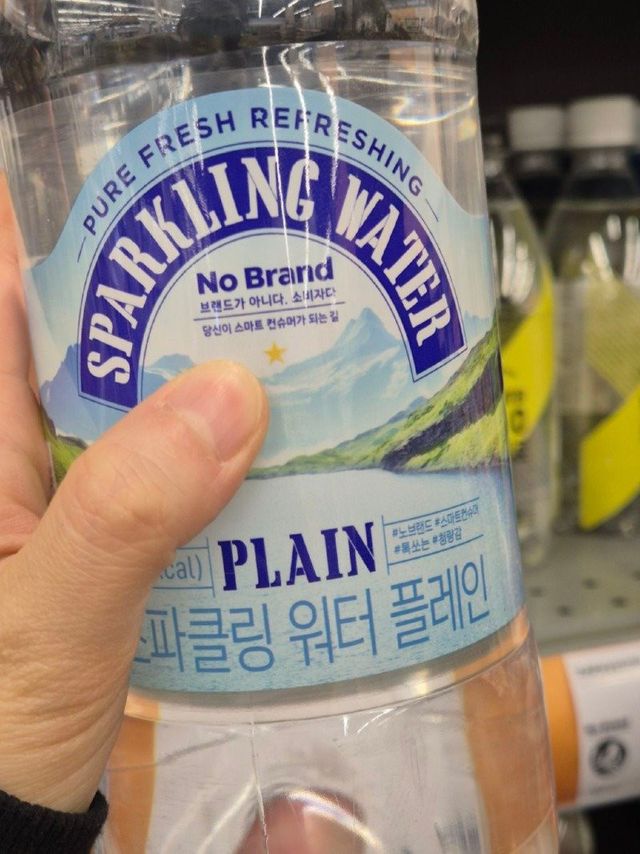 PURE FRESH REFRESHING
SPARKLING WATER
No Brand
브랜드가 아니다. 소비자다
당신이 스마트 컨슈머가 되는 길
cal)
PLAIN
#노브랜드 #스마트컨슈머
#톡쏘는 #청량감
스파클링 워터 플레인